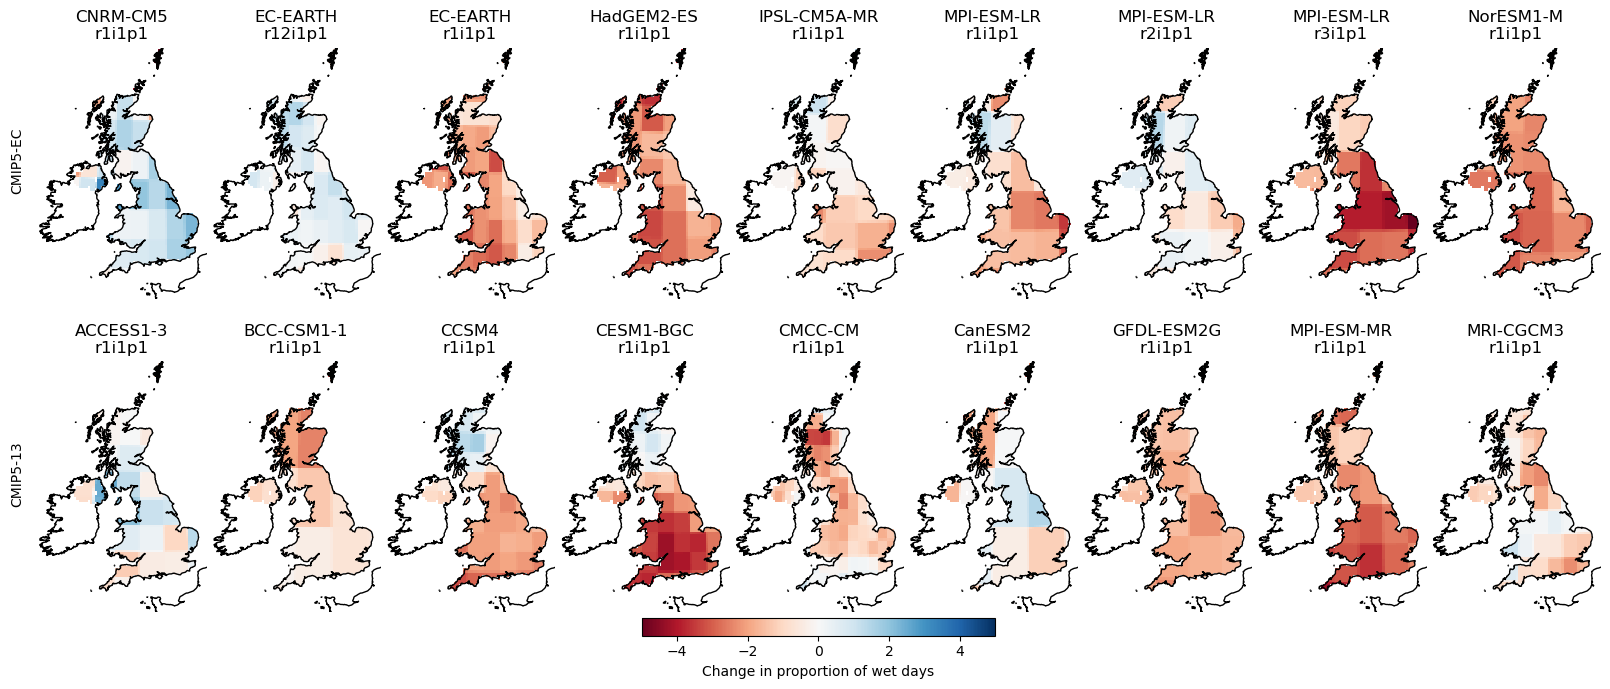 CNRM-CM5 EC-EARTH EC-EARTH HadGEM2-ES IPSL-CM5A-MR MPI-ESM-LR MPI-ESM-LR MPI-ESM-LR NorESM1-M
r1i1p1 r12i1p1 r1i1p1 r1i1p1 r1i1p1 r1i1p1 r2i1p1 r3i1p1 r1i1p1
CMIP5-EC
ACCESS1-3 BCC-CSM1-1 CCSM4 CESM1-BGC CMCC-CM CanESM2 GFDL-ESM2G MPI-ESM-MR MRI-CGCM3
r1i1p1 r1i1p1 r1i1p1 r1i1p1 r1i1p1 r1i1p1 r1i1p1 r1i1p1 r1i1p1
CMIP5-13
−4 −2 0 2 4
Change in proportion of wet days